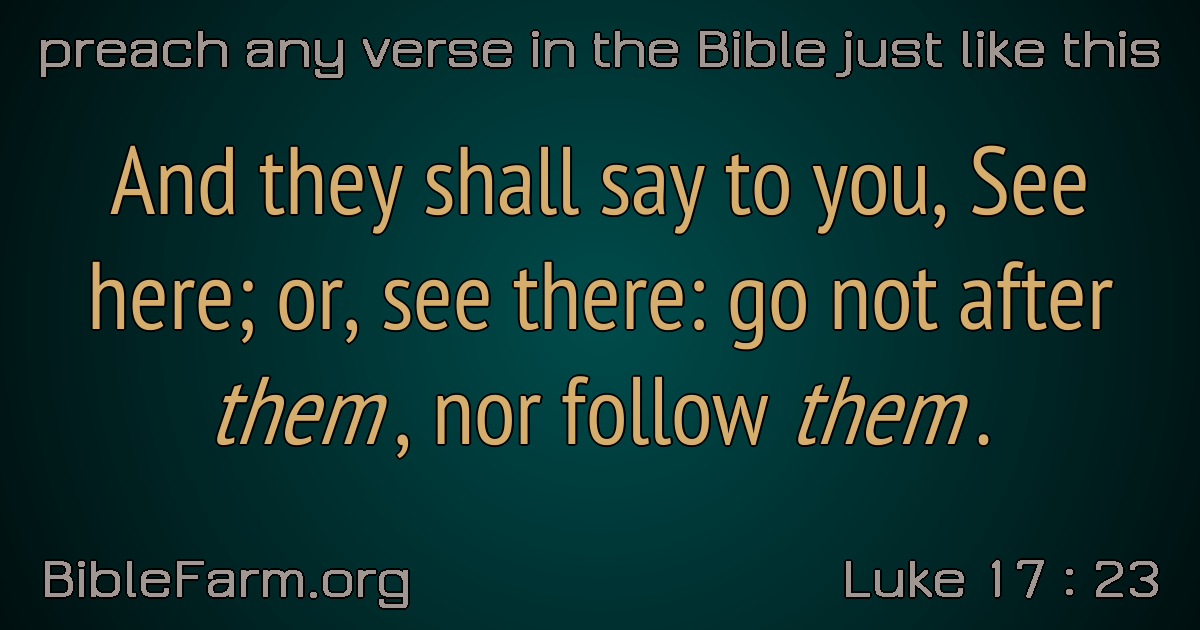 preach any verse in the Bible just like this
And they shall say to you, See
here; or, see there: go not after
them, nor follow them.
BibleFarm.org
Luke 17 : 23